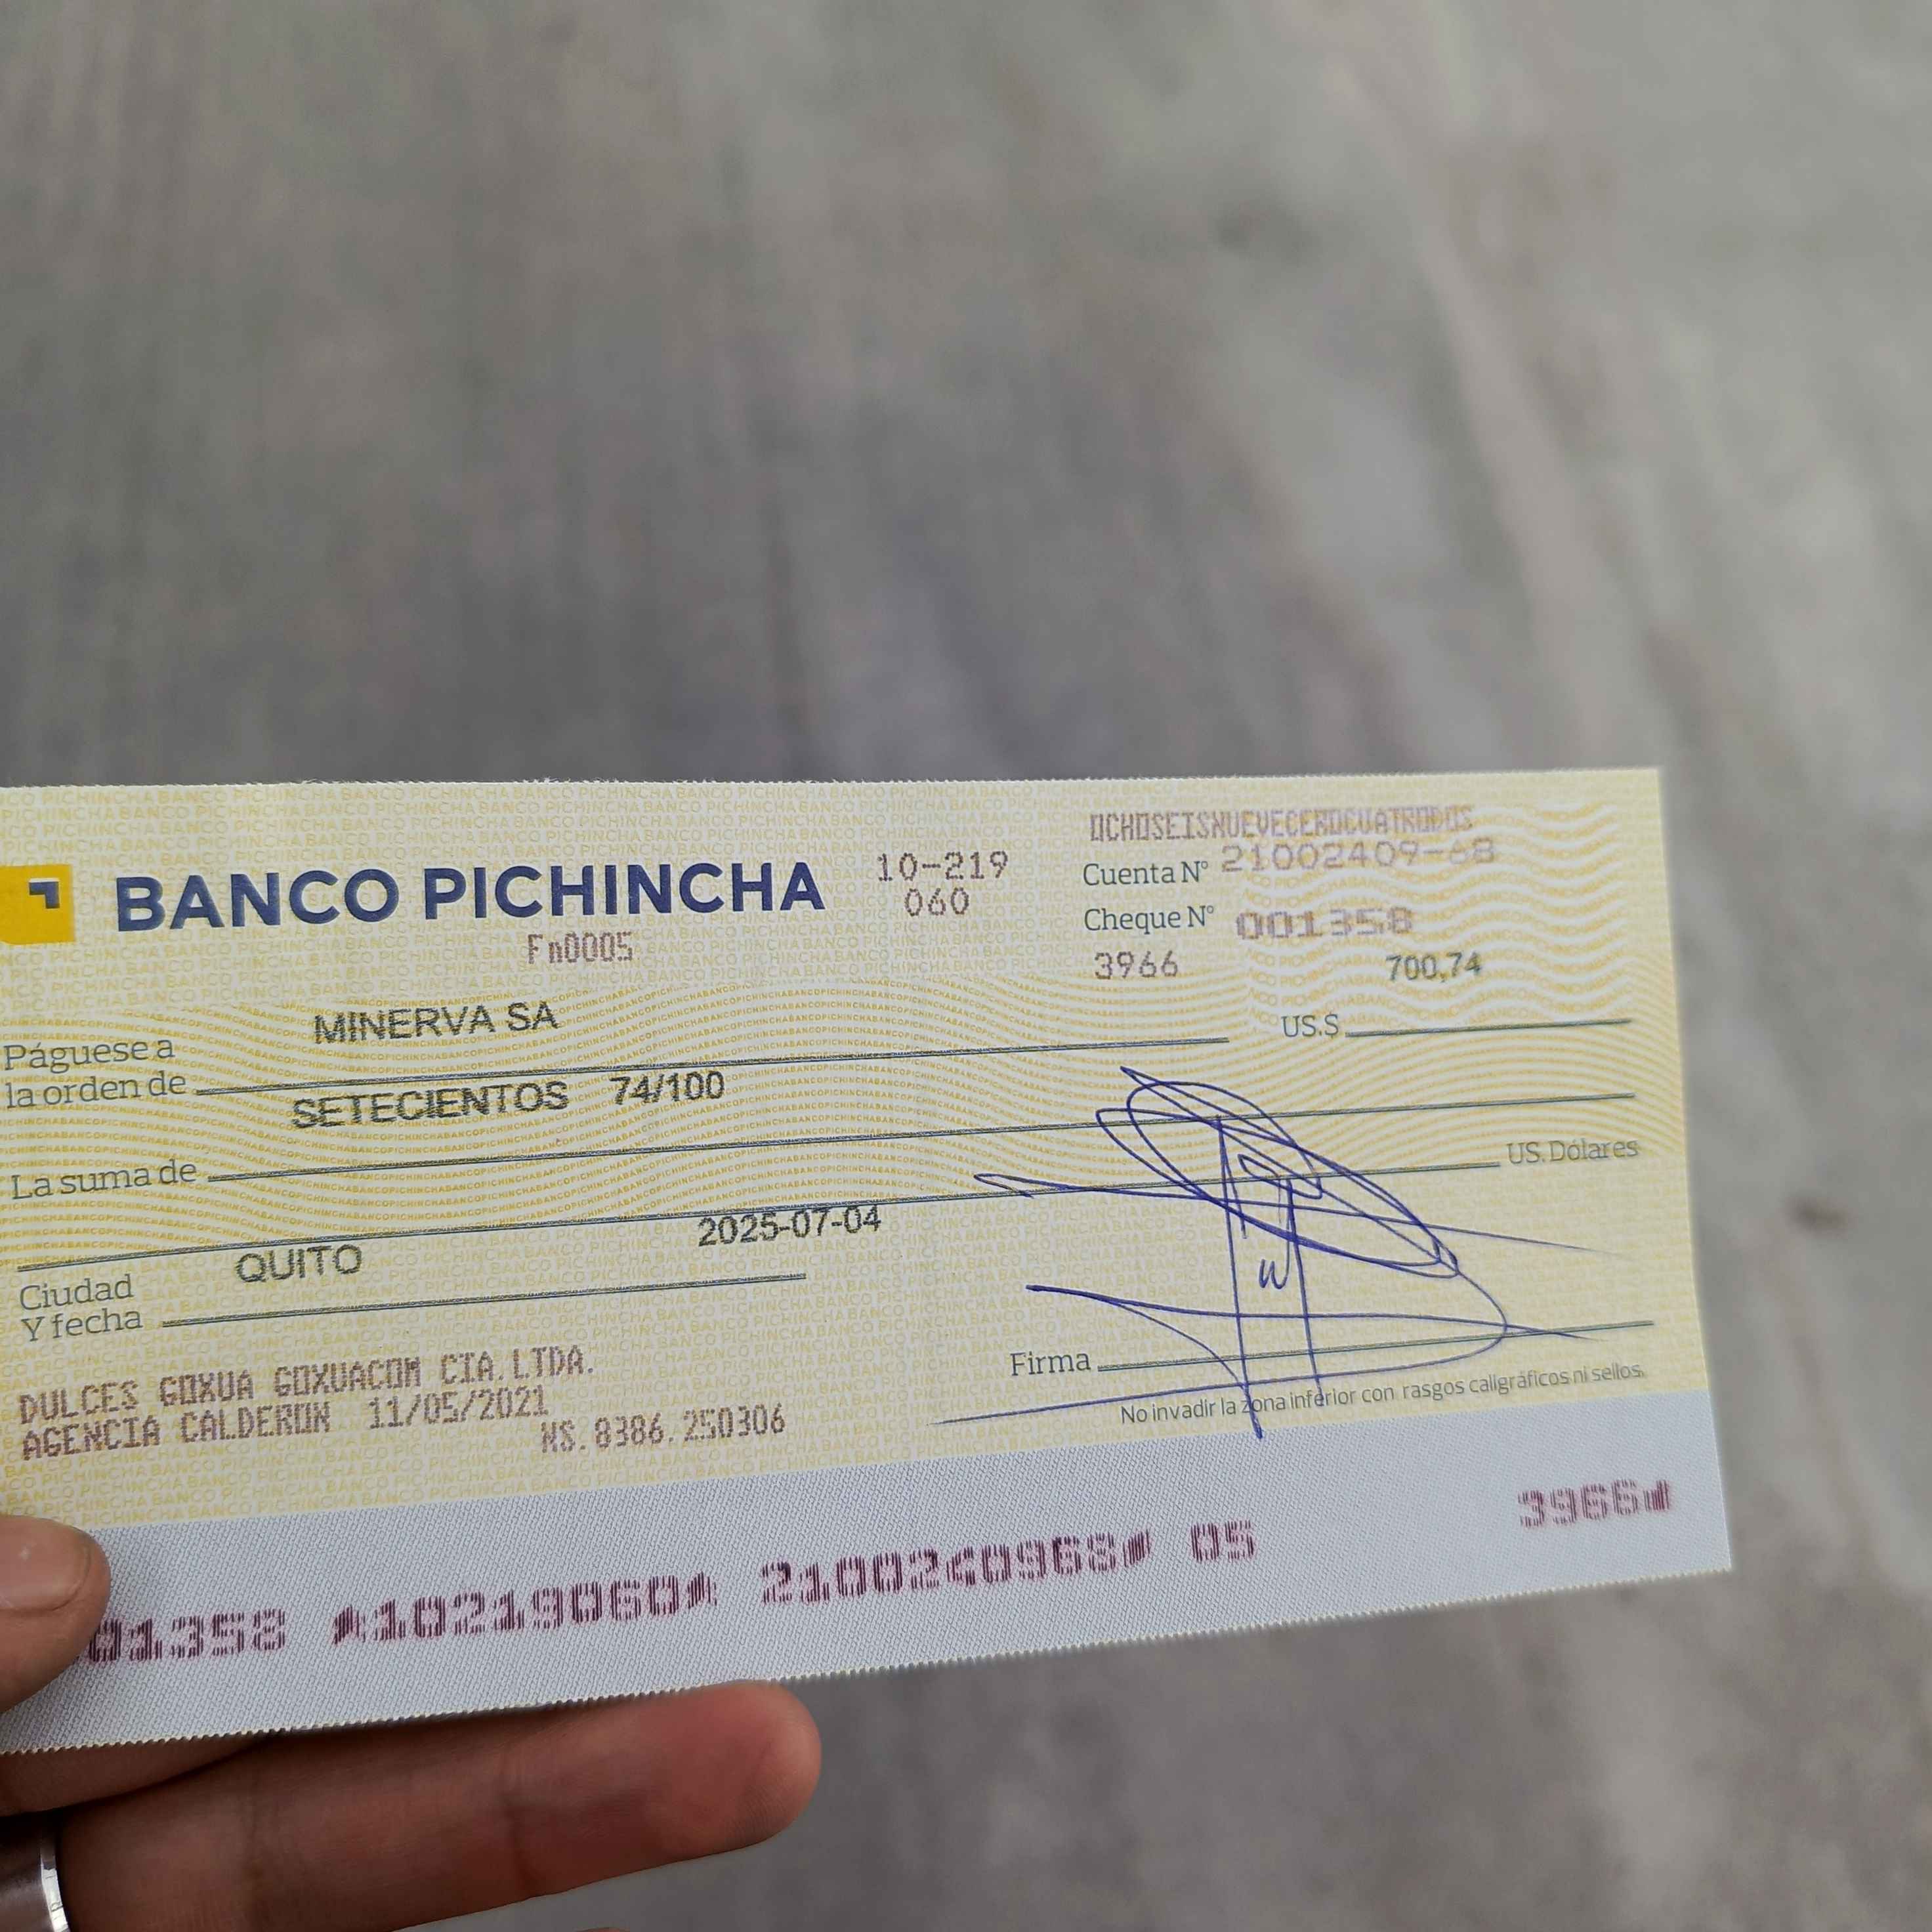 BANCO PICHINCHA
Fn0005
10-219
060
OCHOSEISNUEVECEROCUATRODOS
Cuenta N° 21002409-68
Cheque N° 001358
3966
700,74
US.$
MINERVA SA
Páguese a
la orden de
SETECIENTOS 74/100
La suma de
US. Dólares
QUITO 2025-07-04
Ciudad
Y fecha
Firma
No invadir la zona inferior con rasgos caligráficos ni sellos.
DULCES GOXUA GOXUACOM CIA.LTDA.
AGENCIA CALDERON 11/05/2021
NS.8386.250306
01358 10219060 2100240968 05 3966